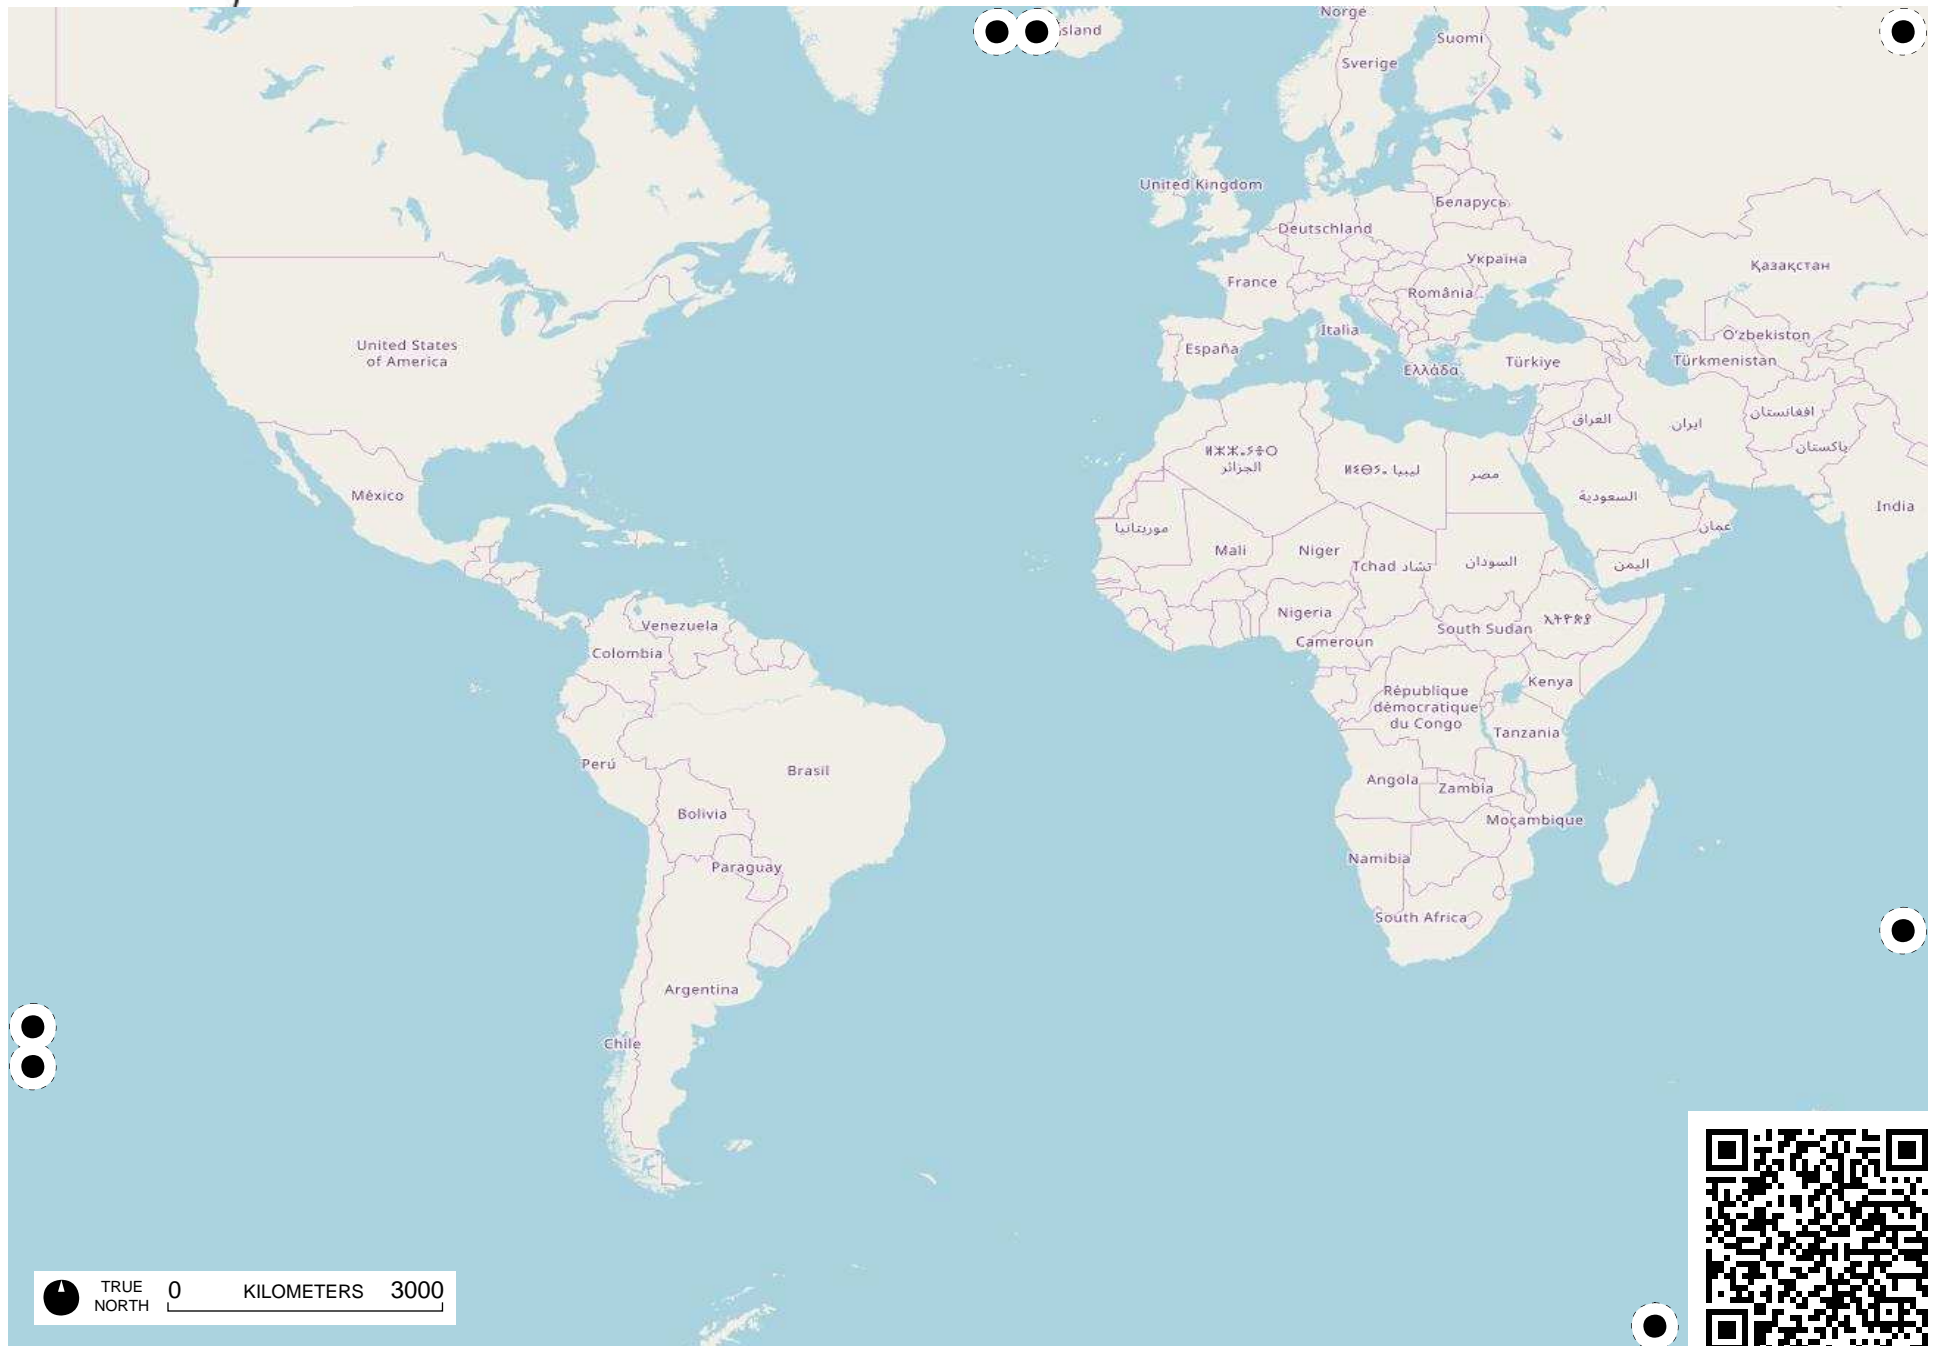 Norge
sland
Suomi
Sverige
United Kingdom
Беларусь
Deutschland
Україна
Қазақстан
France
România
Oʻzbekiston
Italia
United States
of America
España
Türkiye
Türkmenistan
Ελλάδα
افغانستان
العراق
ایران
پاکستان
ⵍⵣⵣⴰⵢⴻⵔ
الجزائر
ⵍⵉⴱⵢⴰ ليبيا
مصر
México
السعودية
India
موريتانيا
عمان
Mali
Niger
Tchad تشاد
السودان
اليمن
Nigeria
ኢትዮጵያ
Venezuela
South Sudan
Cameroun
Colombia
Kenya
République
démocratique
du Congo
Tanzania
Perú
Brasil
Angola
Zambia
Bolivia
Moçambique
Namibia
Paraguay
South Africa
Argentina
Chile
TRUE
NORTH
0 KILOMETERS 3000